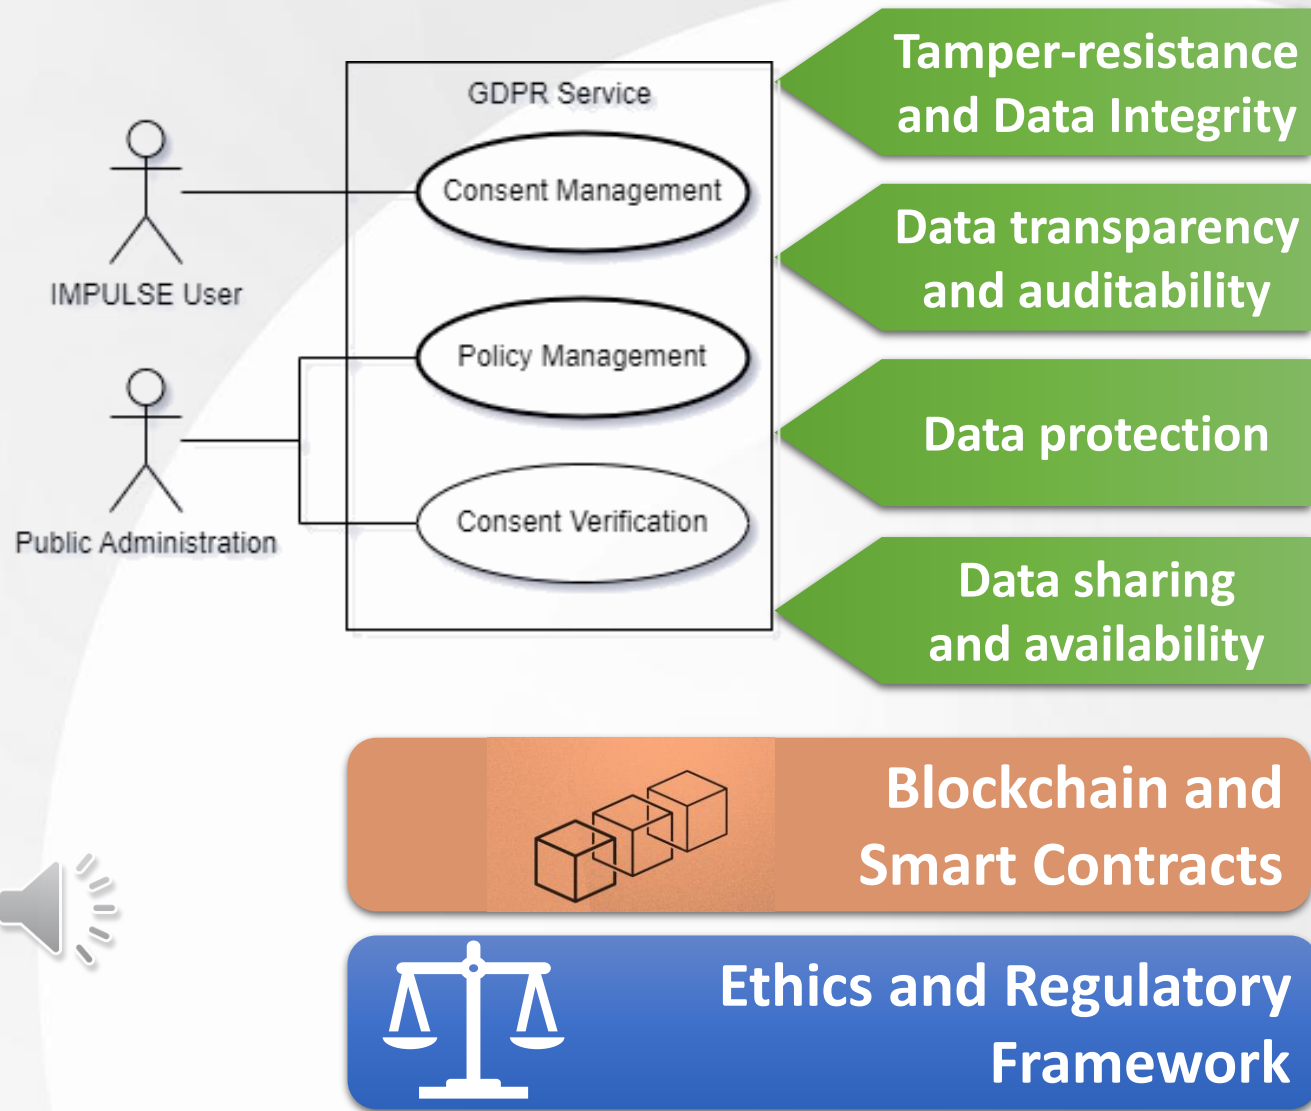 GDPR Service
Consent Management
IMPULSE User
Policy Management
Public Administration
Consent Verification
Tamper-resistance
and Data Integrity
Data transparency
and auditability
Data protection
Data sharing
and availability
Blockchain and
Smart Contracts
Ethics and Regulatory
Framework